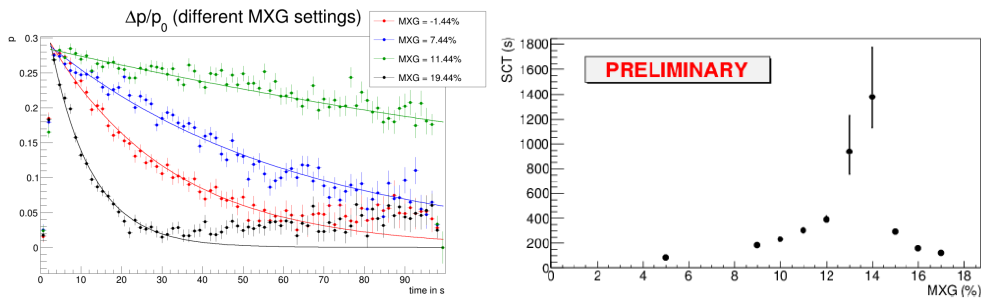 Δp/p0 (different MXG settings)
MXG = -1.44%
MXG = 7.44%
MXG = 11.44%
MXG = 19.44%
p
0.3
0.25
0.2
0.15
0.1
0.05
0
0 10 20 30 40 50 60 70 80 90
time in s
SCT (s)
PRELIMINARY
1800
1600
1400
1200
1000
800
600
400
200
0
0 2 4 6 8 10 12 14 16 18
MXG (%)